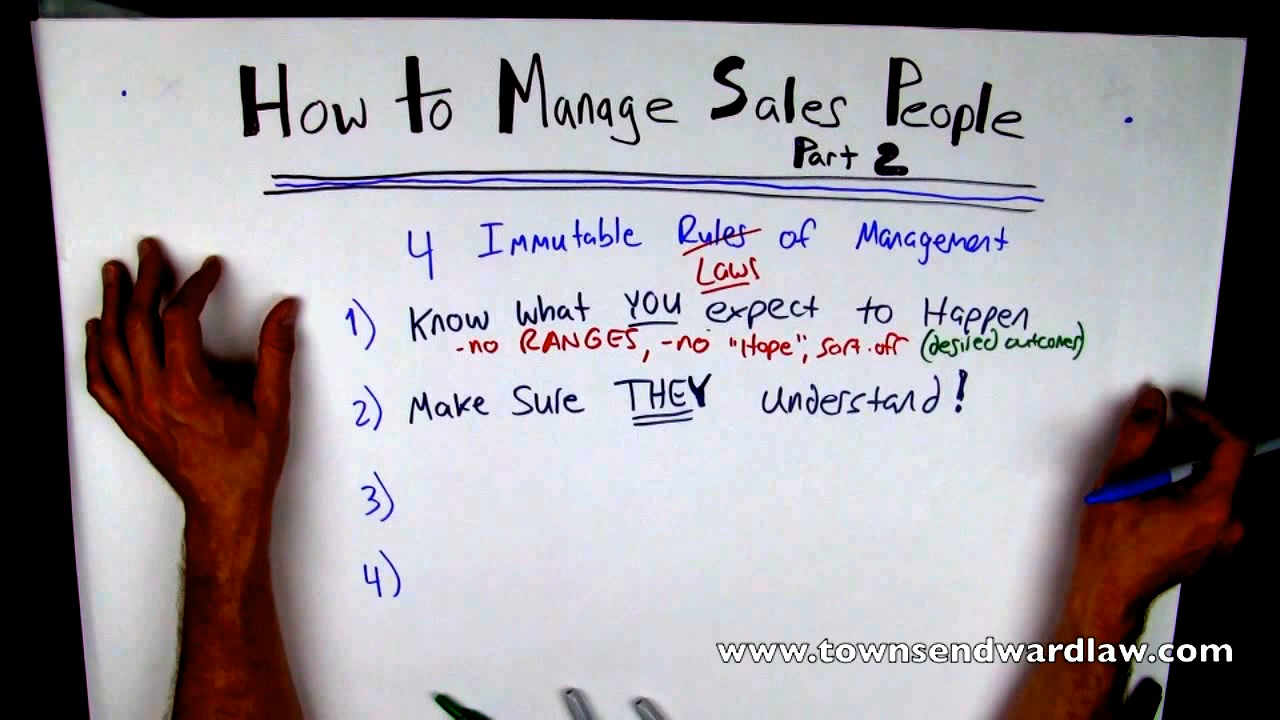 How to Manage Sales People
Part 2
4 Immutable Rules of Management
Laws
1) Know what YOU expect to Happen
-no RANGES, -no "Hope", sort-off (desired outcomes)
2) Make Sure THEY understand!
3)
4)
www.townsendwardlaw.com